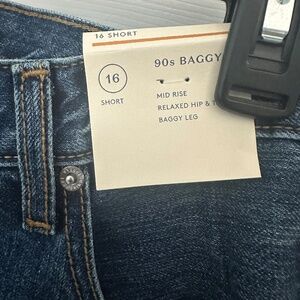 16 SHORT
90s BAGGY
16
SHORT
MID RISE
RELAXED HIP & T
BAGGY LEG